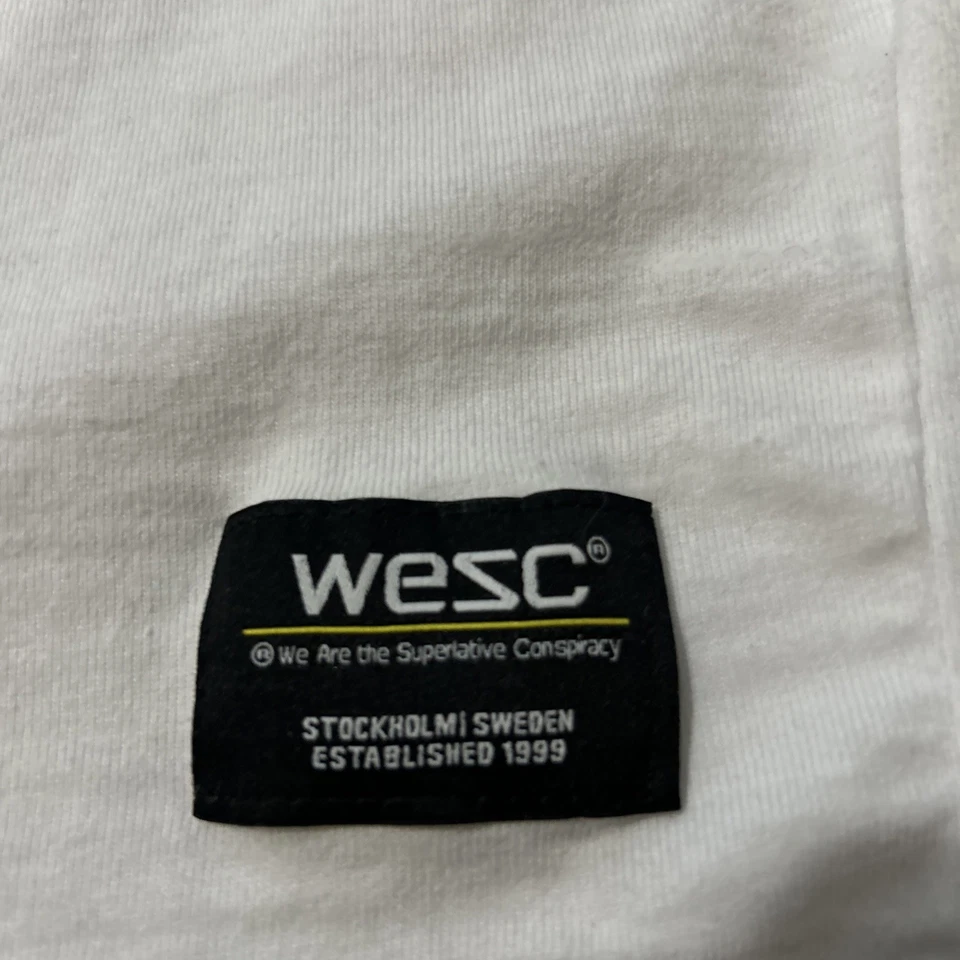 wesc®
® We Are the Superlative Conspiracy
STOCKHOLM| SWEDEN
ESTABLISHED 1999